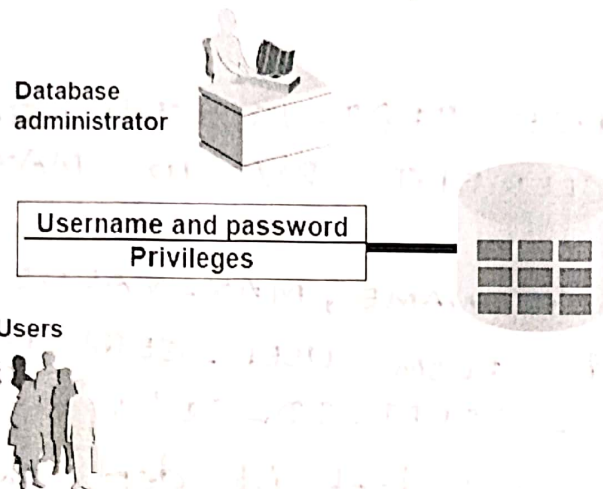 Database
administrator
Username and password
Privileges
Users